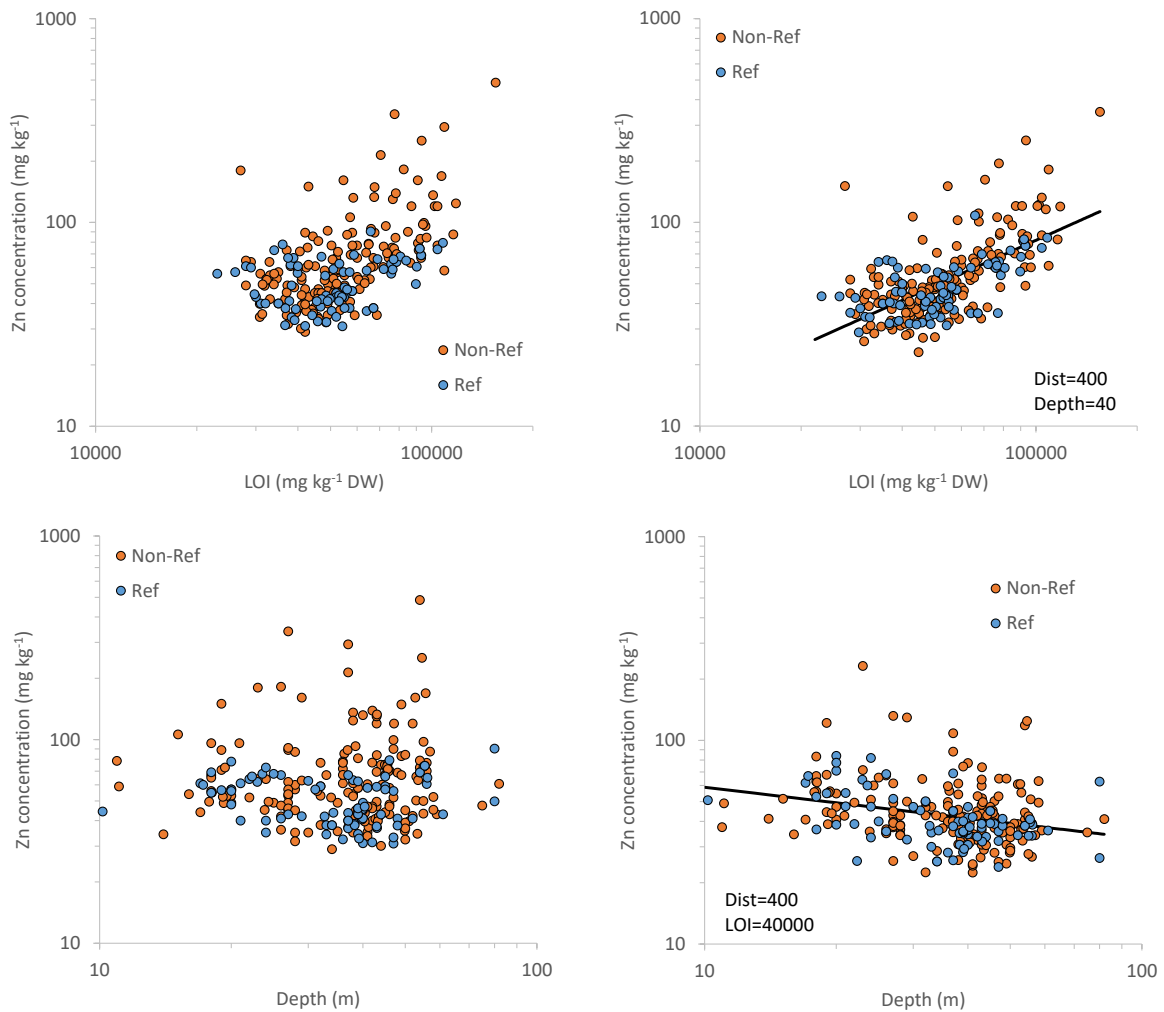 1000
100
10
Zn concentration (mg kg⁻¹)
Non-Ref
Ref
10000
100000
LOI (mg kg⁻¹ DW)
1000
100
10
Zn concentration (mg kg⁻¹)
Non-Ref
Ref
Dist=400
Depth=40
10000
100000
LOI (mg kg⁻¹ DW)
1000
100
10
Zn concentration (mg kg⁻¹)
Non-Ref
Ref
10
100
Depth (m)
1000
100
10
Zn concentration (mg kg⁻¹)
Non-Ref
Ref
Dist=400
LOI=40000
10
100
Depth (m)